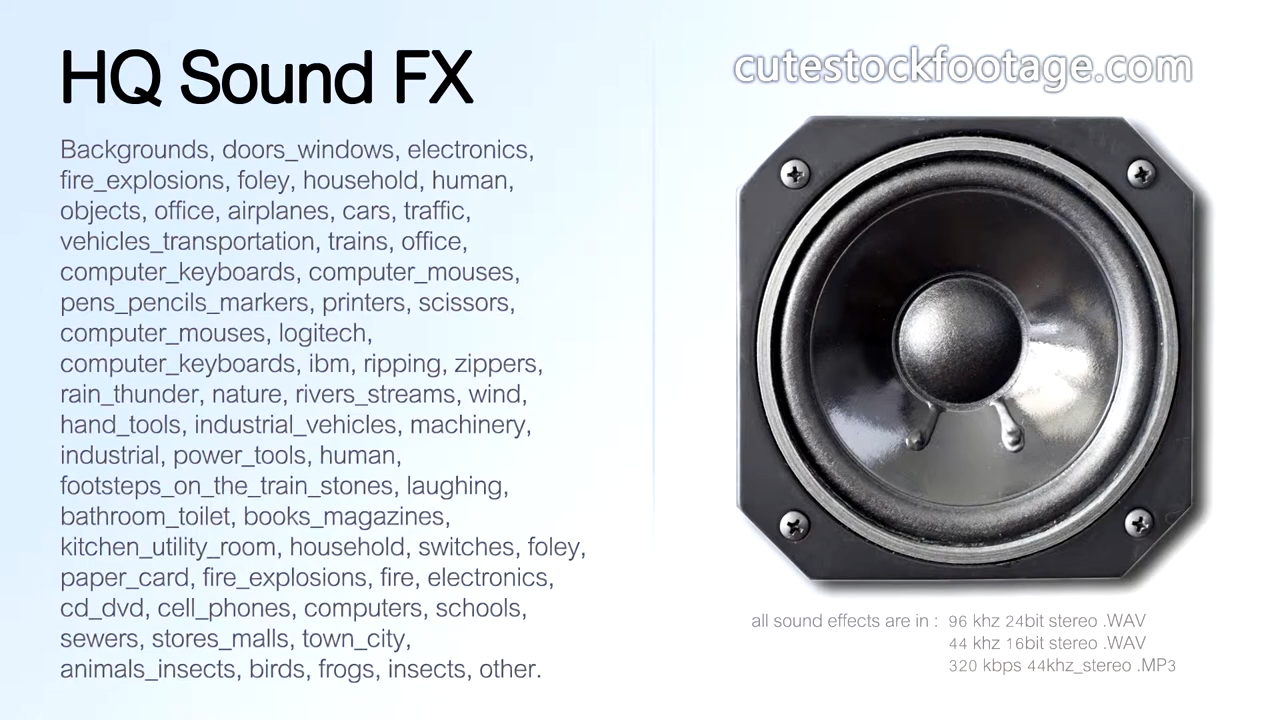 HQ Sound FX
Backgrounds, doors_windows, electronics,
fire_explosions, foley, household, human,
objects, office, airplanes, cars, traffic,
vehicles_transportation, trains, office,
computer_keyboards, computer_mouses,
pens_pencils_markers, printers, scissors,
computer_mouses, logitech,
computer_keyboards, ibm, ripping, zippers,
rain_thunder, nature, rivers_streams, wind,
hand_tools, industrial_vehicles, machinery,
industrial, power_tools, human,
footsteps_on_the_train_stones, laughing,
bathroom_toilet, books_magazines,
kitchen_utility_room, household, switches, foley,
paper_card, fire_explosions, fire, electronics,
cd_dvd, cell_phones, computers, schools,
sewers, stores_malls, town_city,
animals_insects, birds, frogs, insects, other.
cutestockfootage.com
all sound effects are in : 96 khz 24bit stereo .WAV
44 khz 16bit stereo .WAV
320 kbps 44khz_stereo .MP3